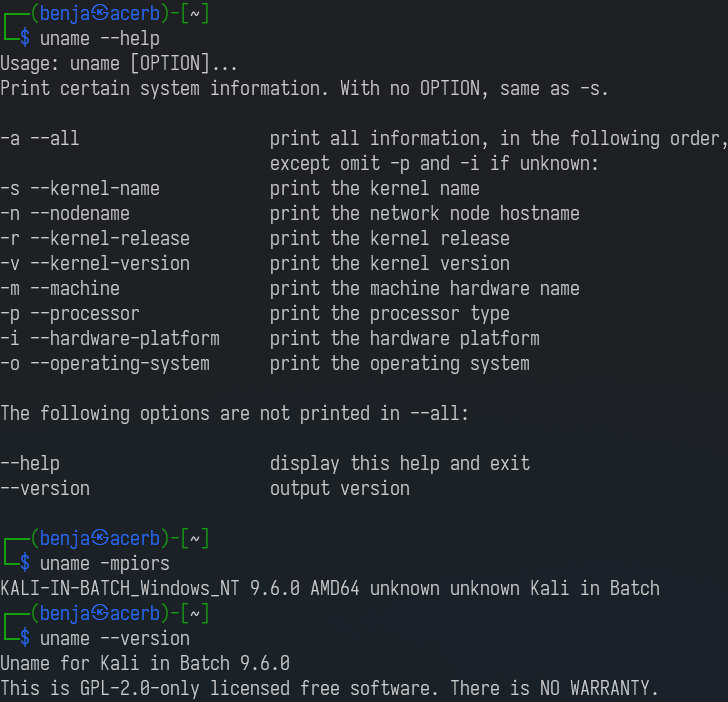 ┌──(benja㉿acerb)-[~]
└─$ uname --help
Usage: uname [OPTION]...
Print certain system information. With no OPTION, same as -s.

-a --all                   print all information, in the following order,
                           except omit -p and -i if unknown:
-s --kernel-name           print the kernel name
-n --nodename              print the network node hostname
-r --kernel-release        print the kernel release
-v --kernel-version        print the kernel version
-m --machine               print the machine hardware name
-p --processor             print the processor type
-i --hardware-platform     print the hardware platform
-o --operating-system      print the operating system

The following options are not printed in --all:

--help                     display this help and exit
--version                  output version

┌──(benja㉿acerb)-[~]
└─$ uname -mpiors
KALI-IN-BATCH_Windows_NT 9.6.0 AMD64 unknown unknown Kali in Batch
┌──(benja㉿acerb)-[~]
└─$ uname --version
Uname for Kali in Batch 9.6.0
This is GPL-2.0-only licensed free software. There is NO WARRANTY.